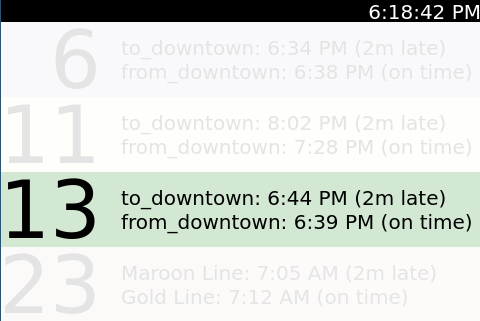 6:18:42 PM
6
to_downtown: 6:34 PM (2m late)
from_downtown: 6:38 PM (on time)
11
to_downtown: 8:02 PM (2m late)
from_downtown: 7:28 PM (on time)
13
to_downtown: 6:44 PM (2m late)
from_downtown: 6:39 PM (on time)
23
Maroon Line: 7:05 AM (2m late)
Gold Line: 7:12 AM (on time)